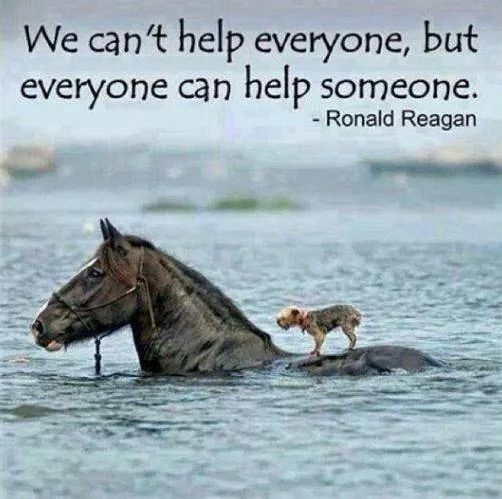 We can't help everyone, but
everyone can help someone.
- Ronald Reagan